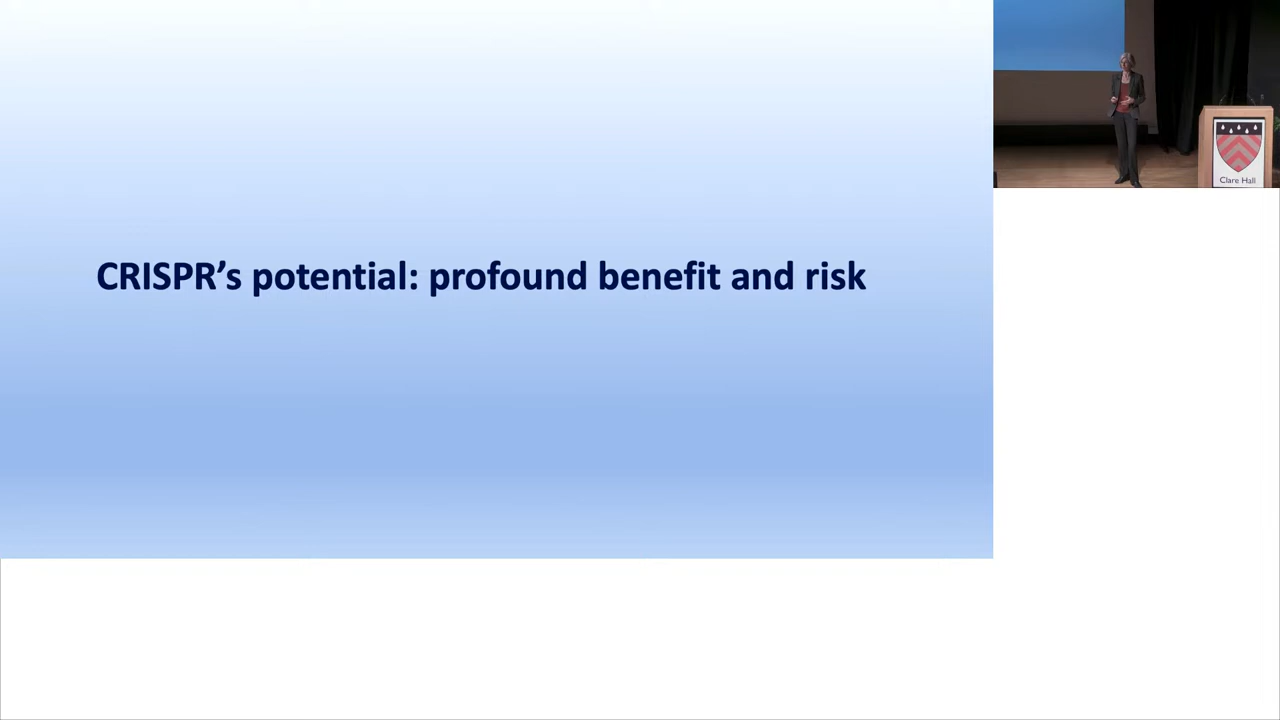 CRISPR’s potential: profound benefit and risk
Clare Hall